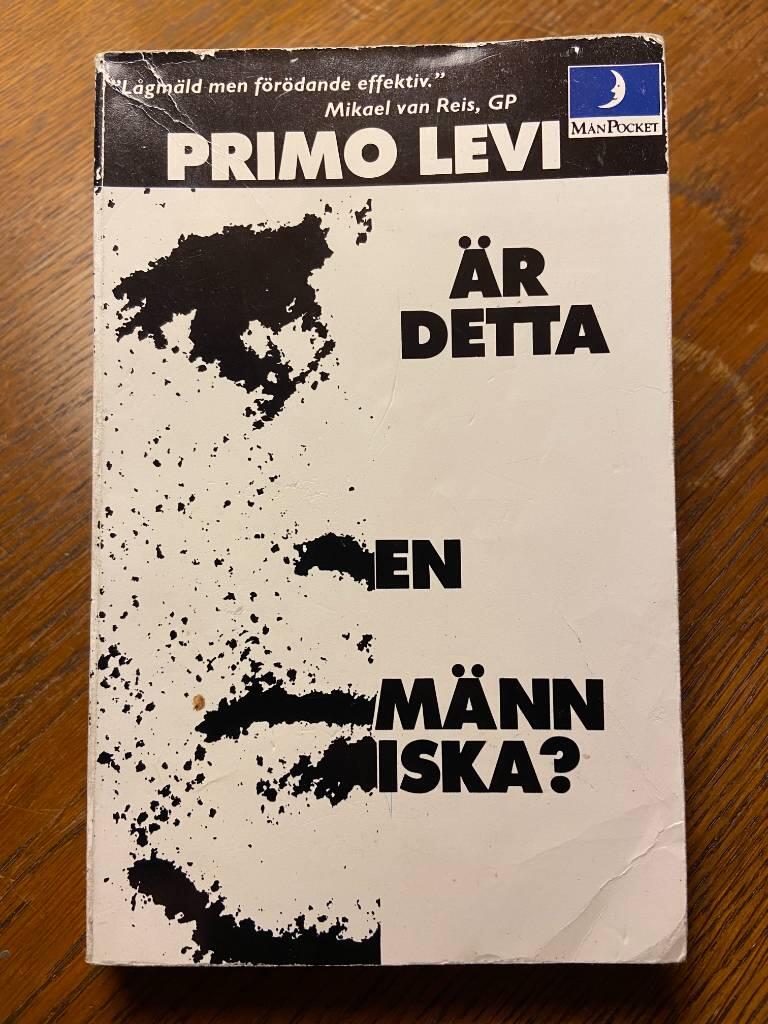 "Lågmäld men förödande effektiv."
Mikael van Reis, GP
MÅNPOCKET
PRIMO LEVI
ÄR
DETTA
EN
MÄNN
ISKA?